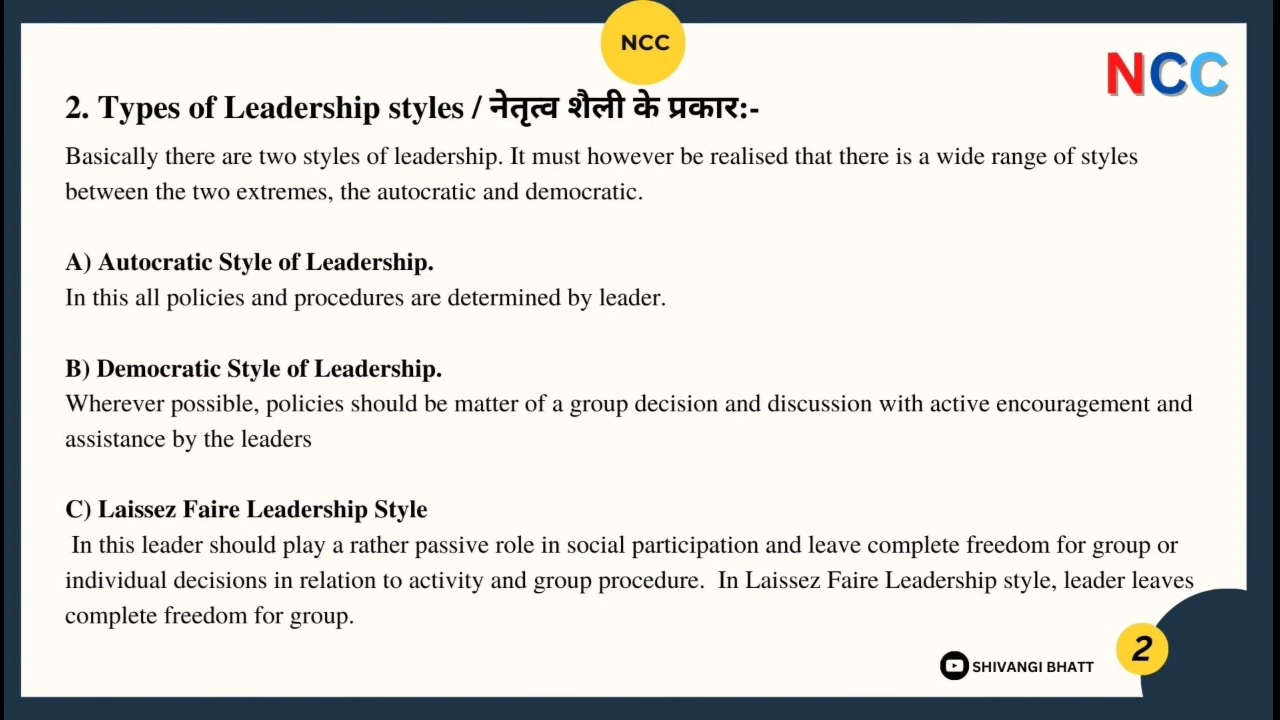 NCC
NCC
2. Types of Leadership styles / नेतृत्व शैली के प्रकार:-
Basically there are two styles of leadership. It must however be realised that there is a wide range of styles
between the two extremes, the autocratic and democratic.
A) Autocratic Style of Leadership.
In this all policies and procedures are determined by leader.
B) Democratic Style of Leadership.
Wherever possible, policies should be matter of a group decision and discussion with active encouragement and
assistance by the leaders
C) Laissez Faire Leadership Style
In this leader should play a rather passive role in social participation and leave complete freedom for group or
individual decisions in relation to activity and group procedure. In Laissez Faire Leadership style, leader leaves
complete freedom for group.
SHIVANGI BHATT
2